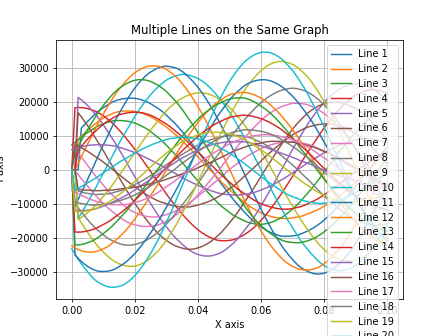 Multiple Lines on the Same Graph
30000
20000
10000
0
−10000
−20000
−30000
0.00
0.02
0.04
0.06
X axis
Line 1
Line 2
Line 3
Line 4
Line 5
Line 6
Line 7
Line 8
Line 9
Line 10
Line 11
Line 12
Line 13
Line 14
Line 15
Line 16
Line 17
Line 18
Line 19